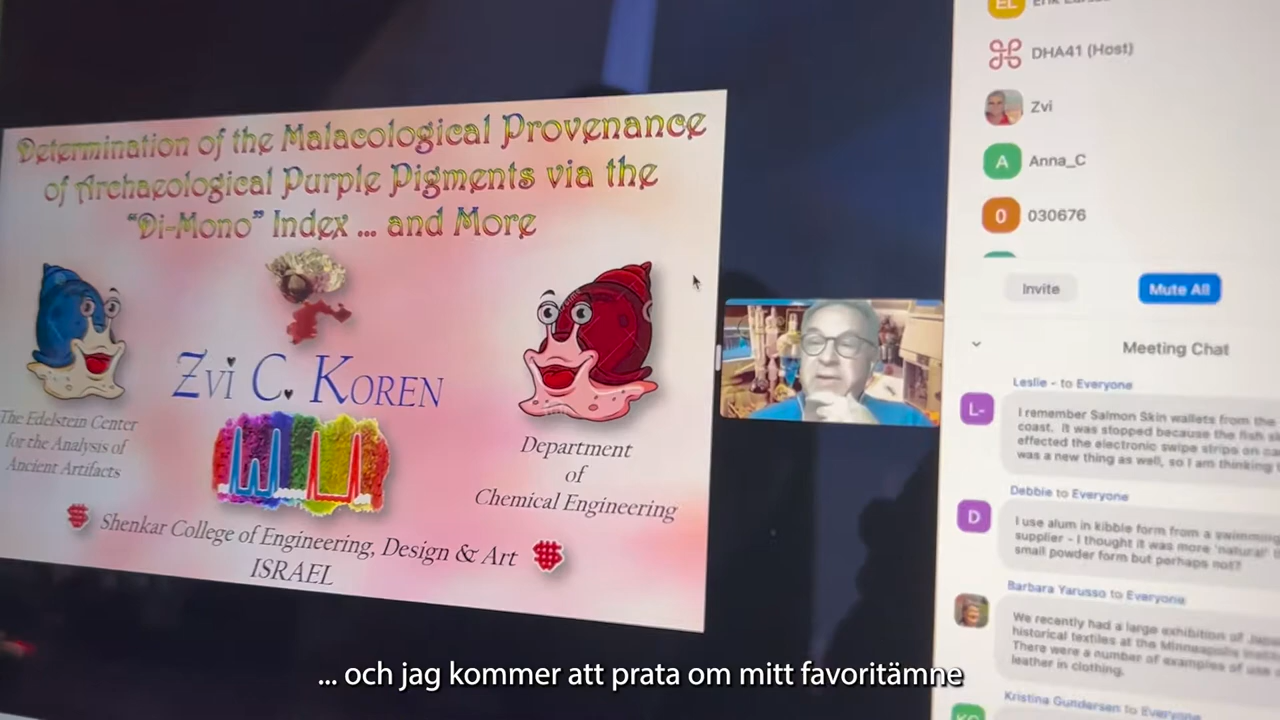 Determination of the Malacological Provenance
of Archaeological Purple Pigments via the
“Di-Mono” Index ... and More
Zvi C. Koren
The Edelstein Center
for the Analysis of
Ancient Artifacts
Department
of
Chemical Engineering
Shenkar College of Engineering, Design & Art
ISRAEL
EL
DHA41 (Host)
Zvi
A
Anna_C
0
030676
Invite
Mute All
Meeting Chat
Leslie - to Everyone
L-
I remember Salmon Skin wallets from the
coast. It was stopped because the fish
effected the electronic swipe strips on
was a new thing as well, so I am thinking
Debbie to Everyone
D
I use alum in kibble form from a swimming
supplier - I thought it was more 'natural'
small powder form but perhaps not?
Barbara Yarusso to Everyone
We recently had a large exhibition of
historical textiles at the Minneapolis
There were a number of examples of use
leather in clothing.
Kristina Gundersen to Everyone
KG
... och jag kommer att prata om mitt favoritämne